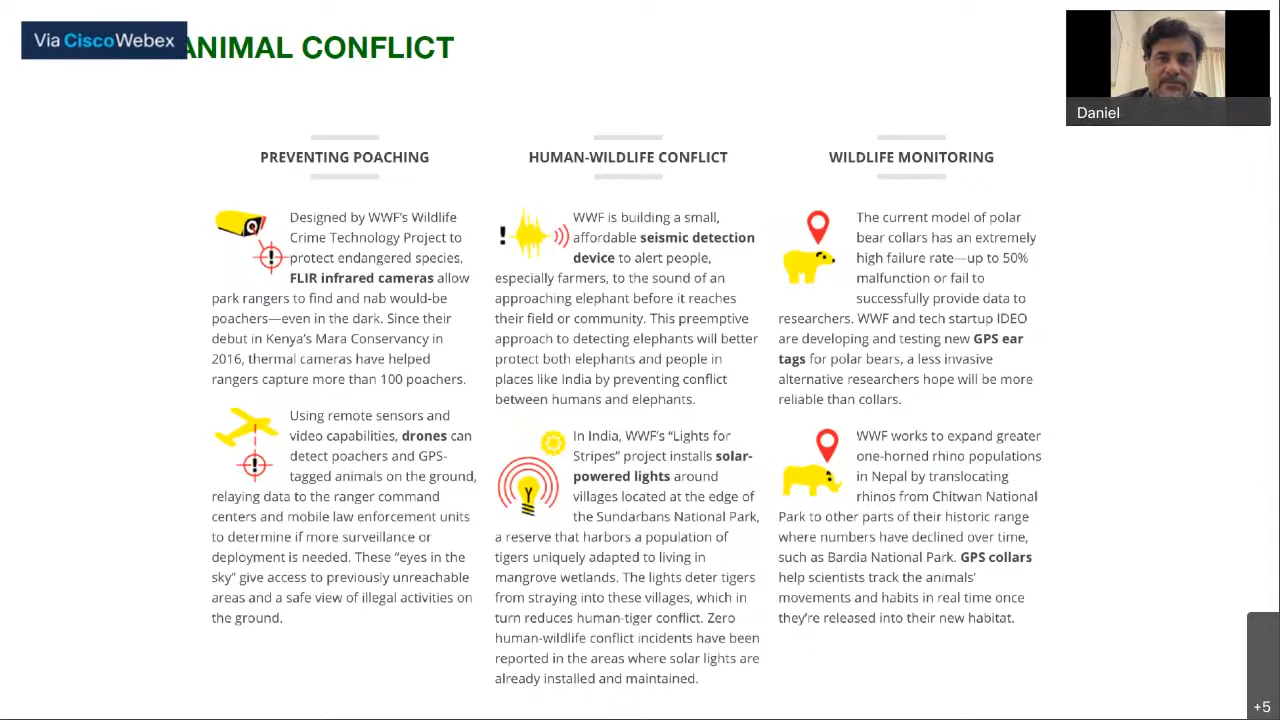 Via CiscoWebex
ANIMAL CONFLICT
Daniel
PREVENTING POACHING
Designed by WWF's Wildlife
Crime Technology Project to
protect endangered species,
FLIR infrared cameras allow
park rangers to find and nab would-be
poachers—even in the dark. Since their
debut in Kenya's Mara Conservancy in
2016, thermal cameras have helped
rangers capture more than 100 poachers.
Using remote sensors and
video capabilities, drones can
detect poachers and GPS-
tagged animals on the ground,
relaying data to the ranger command
centers and mobile law enforcement units
to determine if more surveillance or
deployment is needed. These “eyes in the
sky” give access to previously unreachable
areas and a safe view of illegal activities on
the ground.
HUMAN-WILDLIFE CONFLICT
WWF is building a small,
affordable seismic detection
device to alert people,
especially farmers, to the sound of an
approaching elephant before it reaches
their field or community. This preemptive
approach to detecting elephants will better
protect both elephants and people in
places like India by preventing conflict
between humans and elephants.
In India, WWF's “Lights for
Stripes” project installs solar-
powered lights around
villages located at the edge of
the Sundarbans National Park,
a reserve that harbors a population of
tigers uniquely adapted to living in
mangrove wetlands. The lights deter tigers
from straying into these villages, which in
turn reduces human-tiger conflict. Zero
human-wildlife conflict incidents have been
reported in the areas where solar lights are
already installed and maintained.
WILDLIFE MONITORING
The current model of polar
bear collars has an extremely
high failure rate—up to 50%
malfunction or fail to
successfully provide data to
researchers. WWF and tech startup IDEO
are developing and testing new GPS ear
tags for polar bears, a less invasive
alternative researchers hope will be more
reliable than collars.
WWF works to expand greater
one-horned rhino populations
in Nepal by translocating
rhinos from Chitwan National
Park to other parts of their historic range
where numbers have declined over time,
such as Bardia National Park. GPS collars
help scientists track the animals'
movements and habits in real time once
they're released into their new habitat.
+5